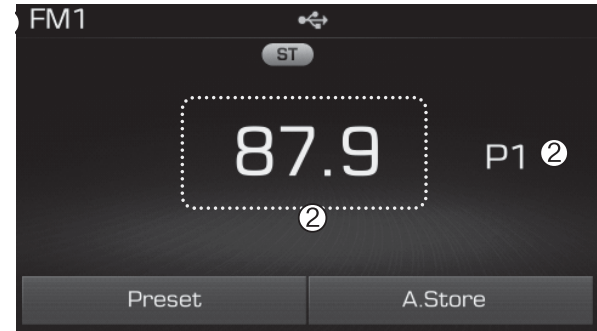 FM1
ST
87.9
P1 ②
②
Preset
A.Store